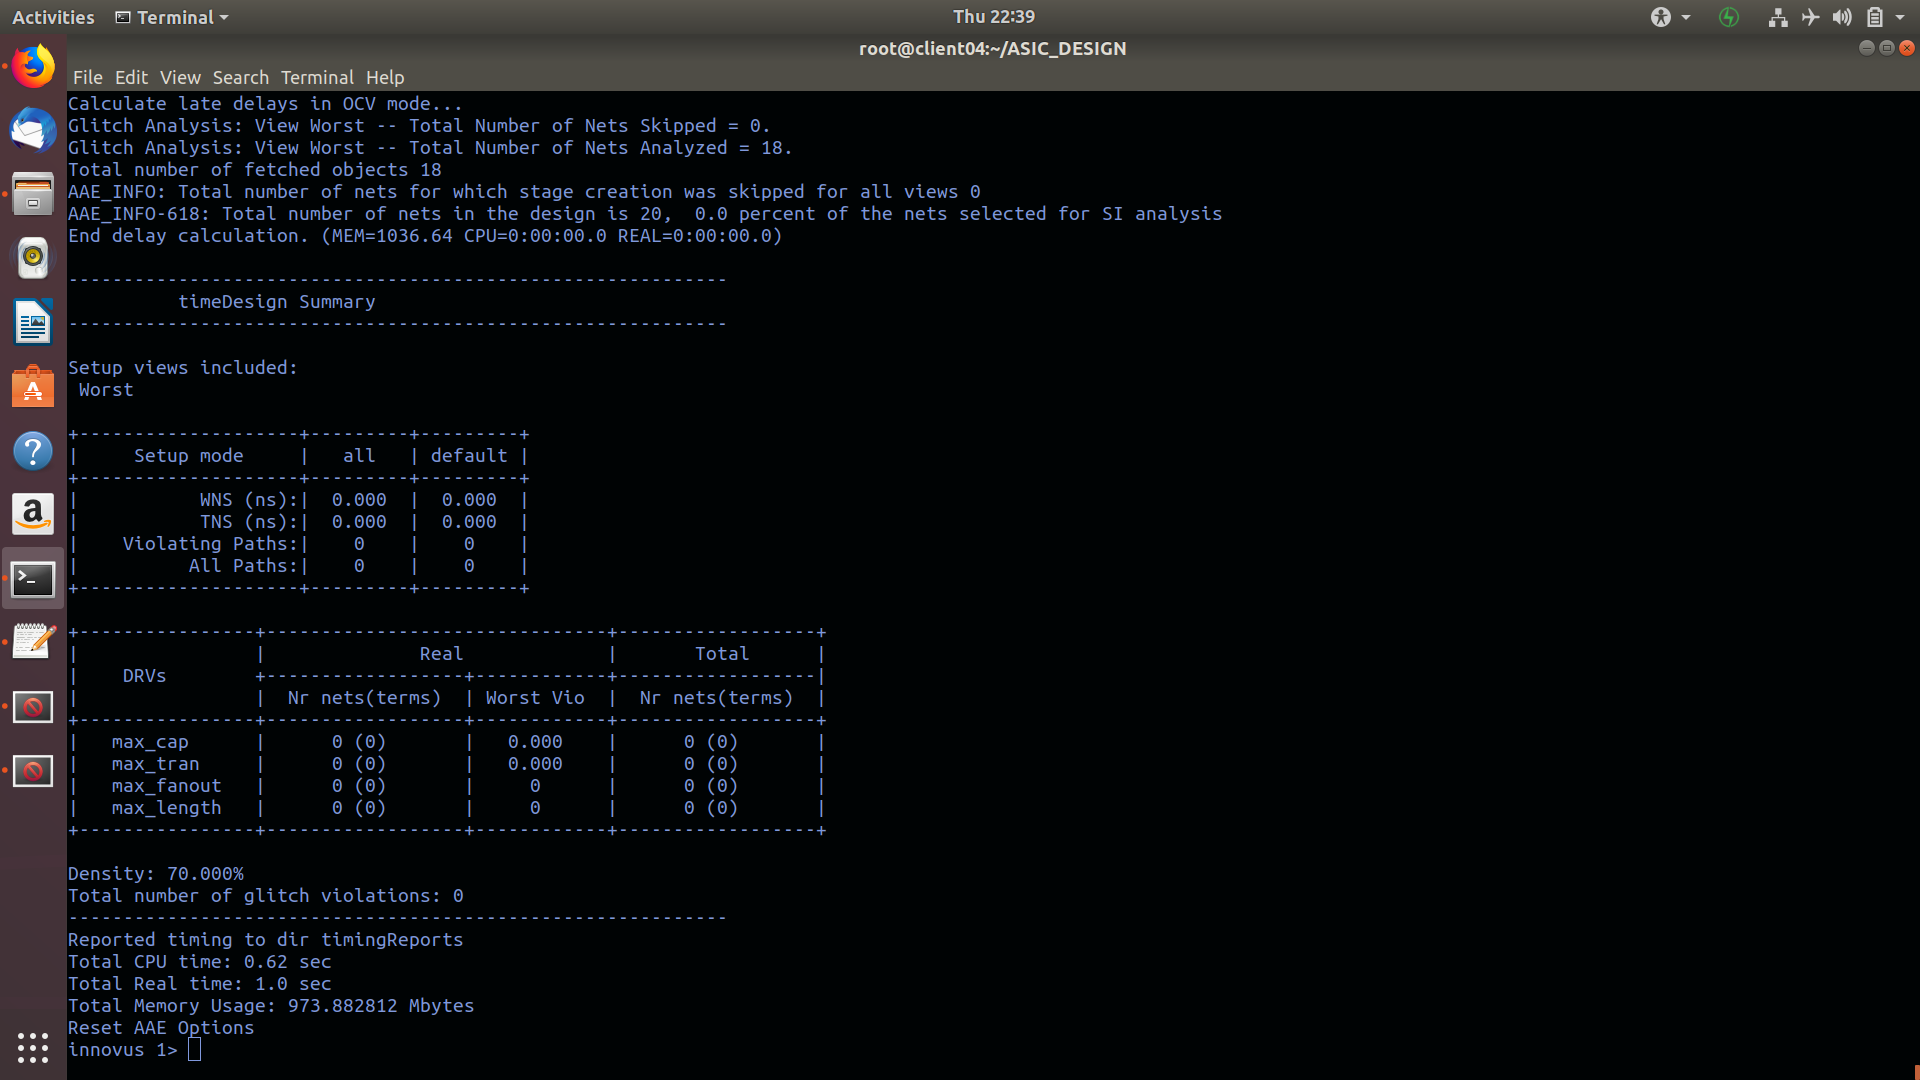 Activities Terminal Thu 22:39
root@client04:~/ASIC_DESIGN
File Edit View Search Terminal Help
Calculate late delays in OCV mode...
Glitch Analysis: View Worst -- Total Number of Nets Skipped = 0.
Glitch Analysis: View Worst -- Total Number of Nets Analyzed = 18.
Total number of fetched objects 18
AAE_INFO: Total number of nets for which stage creation was skipped for all views 0
AAE_INFO-618: Total number of nets in the design is 20,  0.0 percent of the nets selected for SI analysis
End delay calculation. (MEM=1036.64 CPU=0:00:00.0 REAL=0:00:00.0)
------------------------------------------------------------
          timeDesign Summary
------------------------------------------------------------
Setup views included:
 Worst
+--------------------+---------+---------+
|     Setup mode     |   all   | default |
+--------------------+---------+---------+
|           WNS (ns):|  0.000  |  0.000  |
|           TNS (ns):|  0.000  |  0.000  |
|    Violating Paths:|    0    |    0    |
|          All Paths:|    0    |    0    |
+--------------------+---------+---------+
+----------------+-------------------------------+------------------+
|                |              Real             |       Total      |
|    DRVs        +------------------+------------+------------------|
|                |  Nr nets(terms)  | Worst Vio  |  Nr nets(terms)  |
+----------------+------------------+------------+------------------+
|   max_cap      |      0 (0)       |   0.000    |      0 (0)       |
|   max_tran     |      0 (0)       |   0.000    |      0 (0)       |
|   max_fanout   |      0 (0)       |     0      |      0 (0)       |
|   max_length   |      0 (0)       |     0      |      0 (0)       |
+----------------+------------------+------------+------------------+
Density: 70.000%
Total number of glitch violations: 0
------------------------------------------------------------
Reported timing to dir timingReports
Total CPU time: 0.62 sec
Total Real time: 1.0 sec
Total Memory Usage: 973.882812 Mbytes
Reset AAE Options
innovus 1>